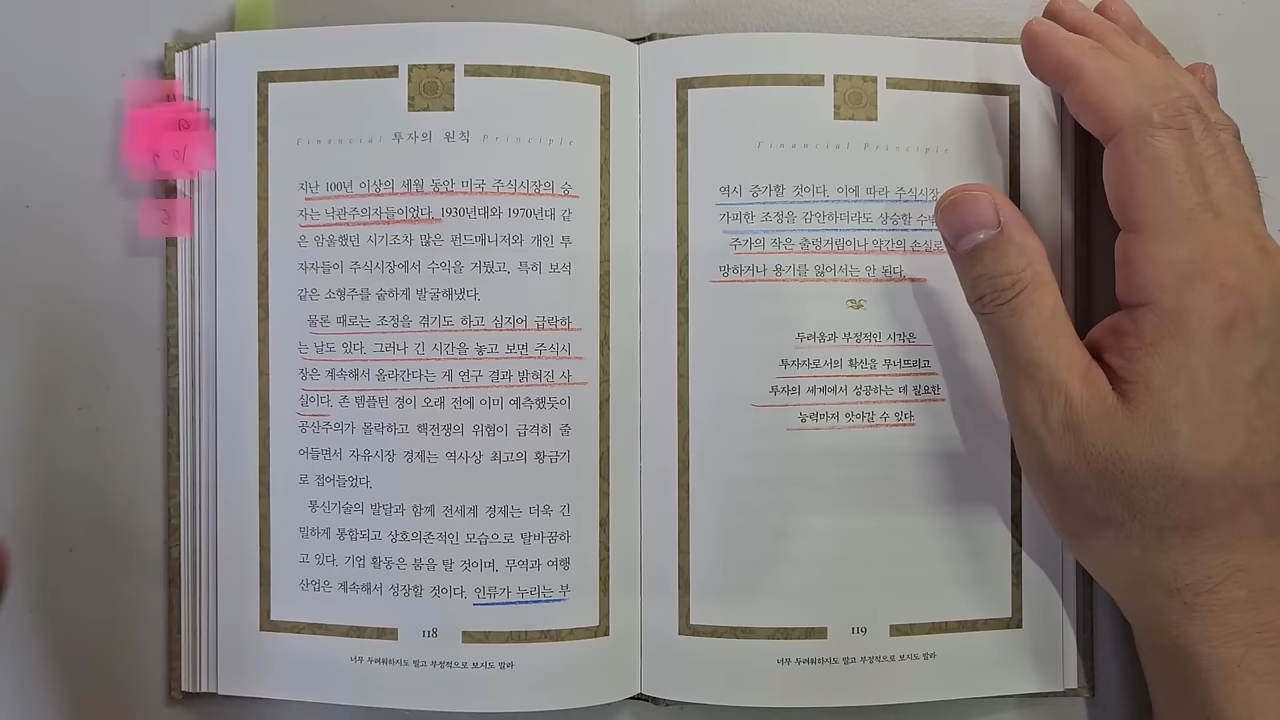 Financial 투자의 원칙 Principle
지난 100년 이상의 세월 동안 미국 주식시장의 승
자는 낙관주의자들이었다. 1930년대와 1970년대 같
은 암울했던 시기조차 많은 펀드매니저와 개인 투
자자들이 주식시장에서 수익을 거뒀고, 특히 보석
같은 소형주를 숱하게 발굴해냈다.
물론 때로는 조정을 겪기도 하고 심지어 급락하
는 날도 있다. 그러나 긴 시간을 놓고 보면 주식시
장은 계속해서 올라간다는 게 연구 결과 밝혀진 사
실이다. 존 템플턴 경이 오래 전에 이미 예측했듯이
공산주의가 몰락하고 핵전쟁의 위협이 급격히 줄
어들면서 자유시장 경제는 역사상 최고의 황금기
로 접어들었다.
통신기술의 발달과 함께 전세계 경제는 더욱 긴
밀하게 통합되고 상호의존적인 모습으로 탈바꿈하
고 있다. 기업 활동은 붐을 탈 것이며, 무역과 여행
산업은 계속해서 성장할 것이다. 인류가 누리는 부
118
너무 두려워하지도 말고 부정적으로 보지도 말라
Financial Principle
역시 증가할 것이다. 이에 따라 주식시장
가피한 조정을 감안하더라도 상승할 수
주가의 작은 출렁거림이나 약간의 손실로
망하거나 용기를 잃어서는 안 된다.
두려움과 부정적인 시각은
투자자로서의 확신을 무너뜨리고
투자의 세계에서 성공하는 데 필요한
능력마저 앗아갈 수 있다.
119
너무 두려워하지도 말고 부정적으로 보지도 말라